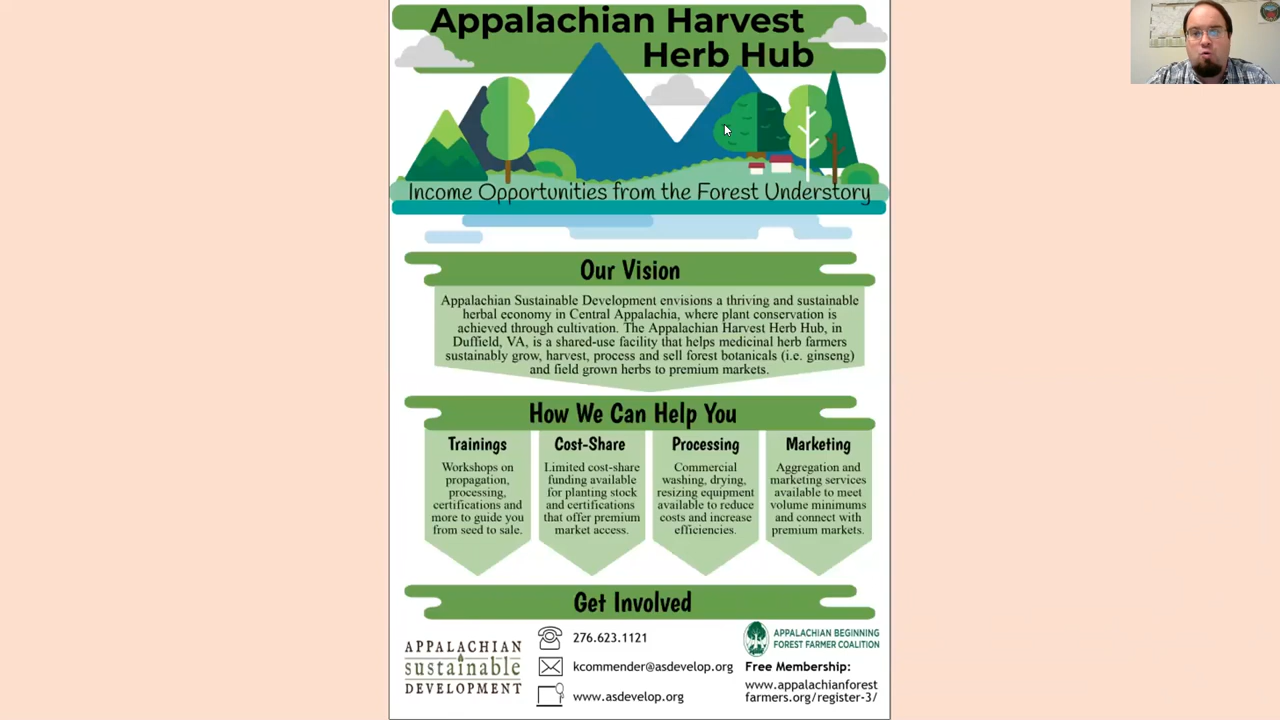 Appalachian Harvest
Herb Hub
Income Opportunities from the Forest Understory
Our Vision
Appalachian Sustainable Development envisions a thriving and sustainable
herbal economy in Central Appalachia, where plant conservation is
achieved through cultivation. The Appalachian Harvest Herb Hub, in
Duffield, VA, is a shared-use facility that helps medicinal herb farmers
sustainably grow, harvest, process and sell forest botanicals (i.e. ginseng)
and field grown herbs to premium markets.
How We Can Help You
Trainings
Workshops on
propagation,
processing,
certifications and
more to guide you
from seed to sale.
Cost-Share
Limited cost-share
funding available
for planting stock
and certifications
that offer premium
market access.
Processing
Commercial
washing, drying,
resizing equipment
available to reduce
costs and increase
efficiencies.
Marketing
Aggregation and
marketing services
available to meet
volume minimums
and connect with
premium markets.
Get Involved
APPALACHIAN
sustainable
DEVELOPMENT
276.623.1121
kcommender@asdevelop.org
www.asdevelop.org
APPALACHIAN BEGINNING
FOREST FARMER COALITION
Free Membership:
www.appalachianforest
farmers.org/register-3/